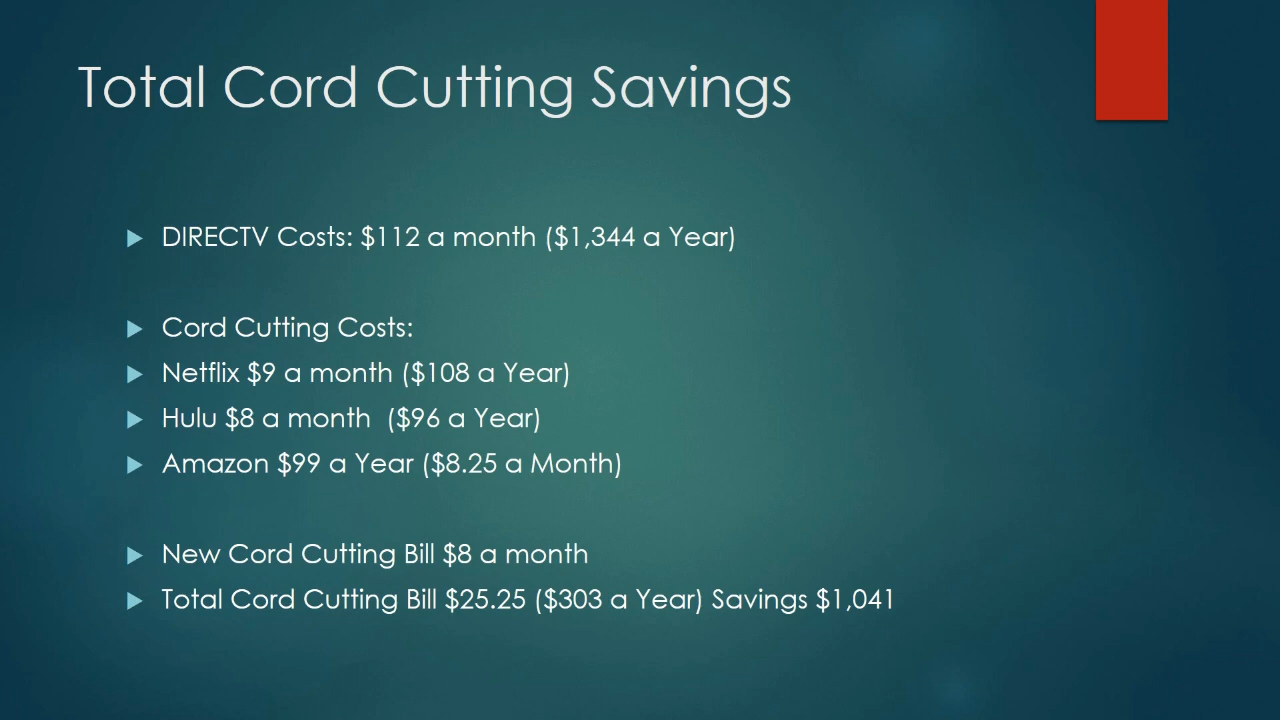 Total Cord Cutting Savings
DIRECTV Costs: $112 a month ($1,344 a Year)
Cord Cutting Costs:
Netflix $9 a month ($108 a Year)
Hulu $8 a month  ($96 a Year)
Amazon $99 a Year ($8.25 a Month)
New Cord Cutting Bill $8 a month
Total Cord Cutting Bill $25.25 ($303 a Year) Savings $1,041